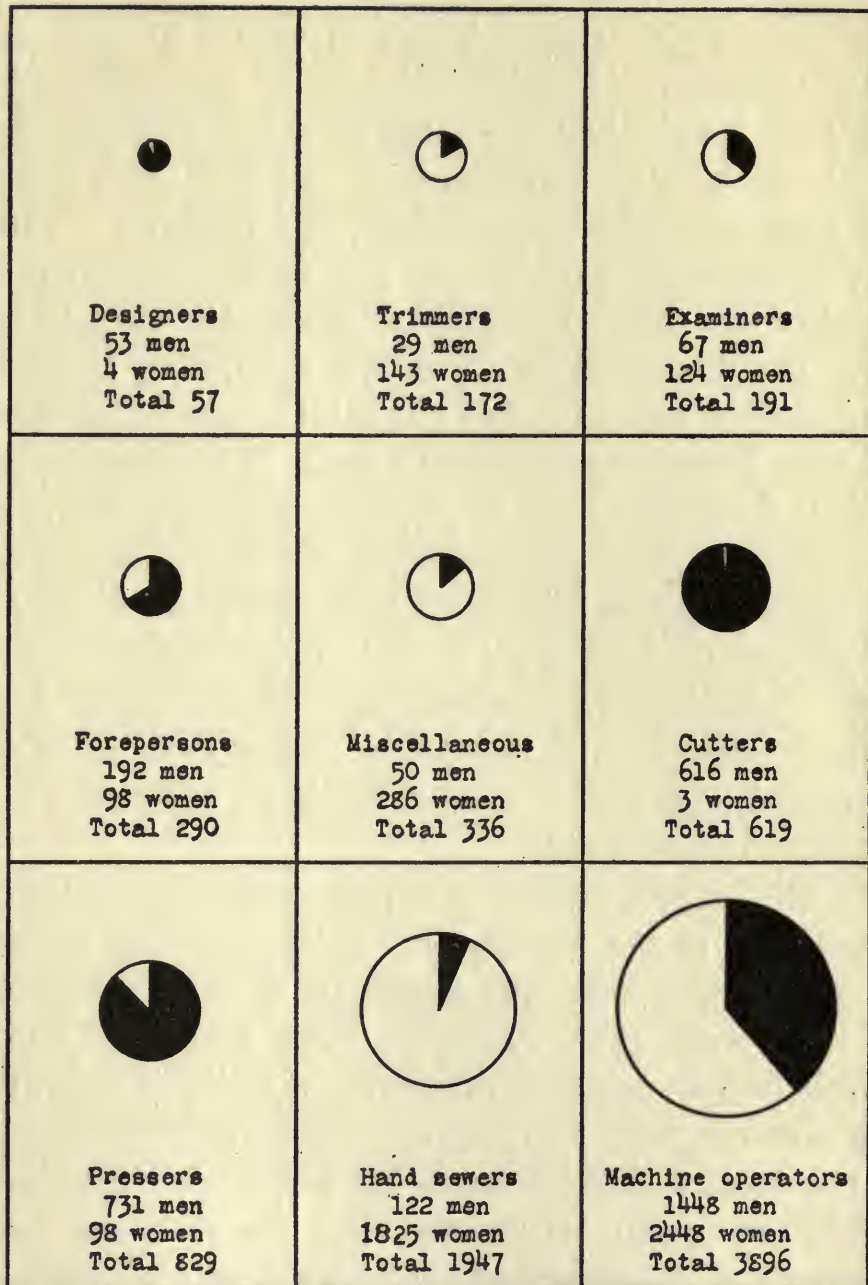 Designers
53 men
4 women
Total 57
Trimmers
29 men
143 women
Total 172
Examiners
67 men
124 women
Total 191
Forepersons
192 men
98 women
Total 290
Miscellaneous
50 men
286 women
Total 336
Cutters
616 men
3 women
Total 619
Pressers
731 men
98 women
Total 829
Hand sewers
122 men
1825 women
Total 1947
Machine operators
1448 men
2448 women
Total 3896